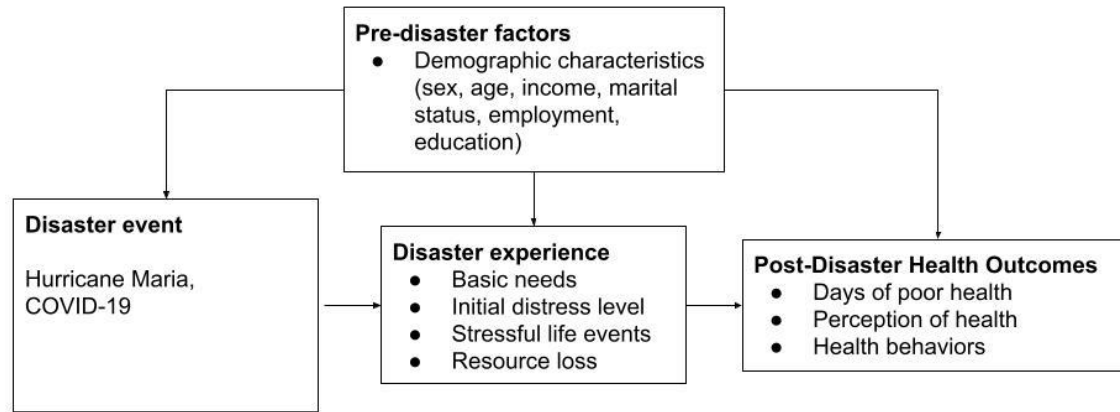 Pre-disaster factors
● Demographic characteristics
(sex, age, income, marital
status, employment,
education)
Disaster event
Hurricane Maria,
COVID-19
Disaster experience
● Basic needs
● Initial distress level
● Stressful life events
● Resource loss
Post-Disaster Health Outcomes
● Days of poor health
● Perception of health
● Health behaviors